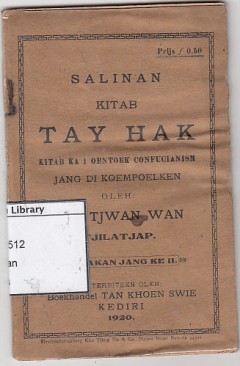 Prijs f 0.50
SALINAN
KITAB
TAY HAK
KITAB KA 1 OENTOEK CONFUCIANISM
JANG DI KOEMPOELKEN
OLEH:
TJWAN WAN
TJILATJAP.
AKAN JANG KE II.
n Library
512
an
TERBITKEN OLEH:
Boekhandel TAN KHOEN SWIE
KEDIRI
1920.